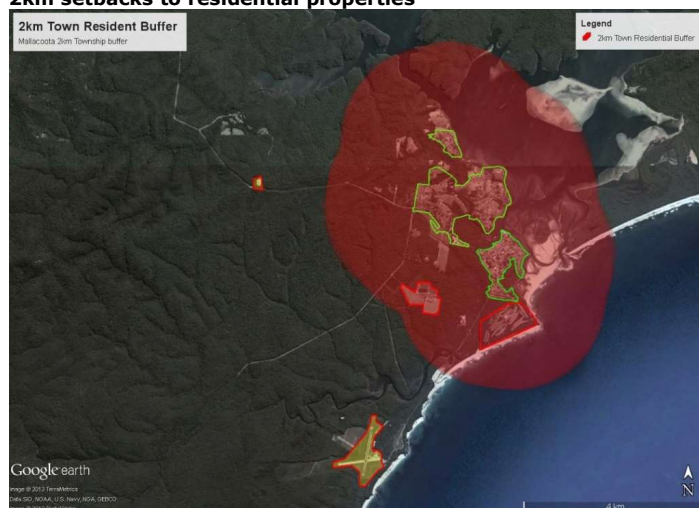 2km setbacks to residential properties
2km Town Resident Buffer
Mallacoota 2km Township buffer
Legend
2km Town Residential Buffer
Google earth
Image © 2013 TerraMetrics
Data SIO, NOAA, U.S. Navy, NGA, GEBCO
N
4 km